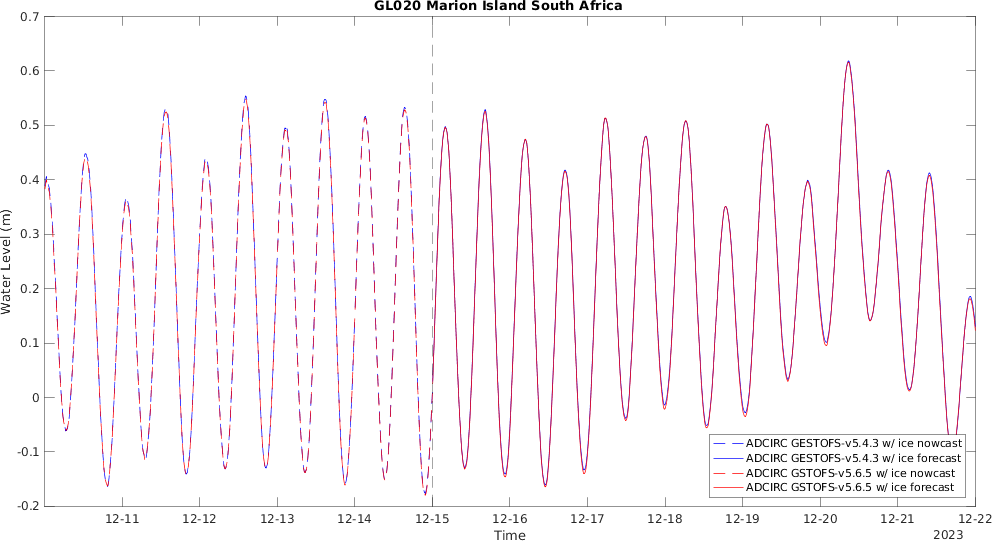 GL020 Marion Island South Africa
0.7
0.6
0.5
0.4
0.3
0.2
0.1
0
-0.1
-0.2
Water Level (m)
ADCIRC GESTOFS-v5.4.3 w/ ice nowcast
ADCIRC GESTOFS-v5.4.3 w/ ice forecast
ADCIRC GSTOFS-v5.6.5 w/ ice nowcast
ADCIRC GSTOFS-v5.6.5 w/ ice forecast
12-11 12-12 12-13 12-14 12-15 12-16 12-17 12-18 12-19 12-20 12-21 12-22
Time
2023